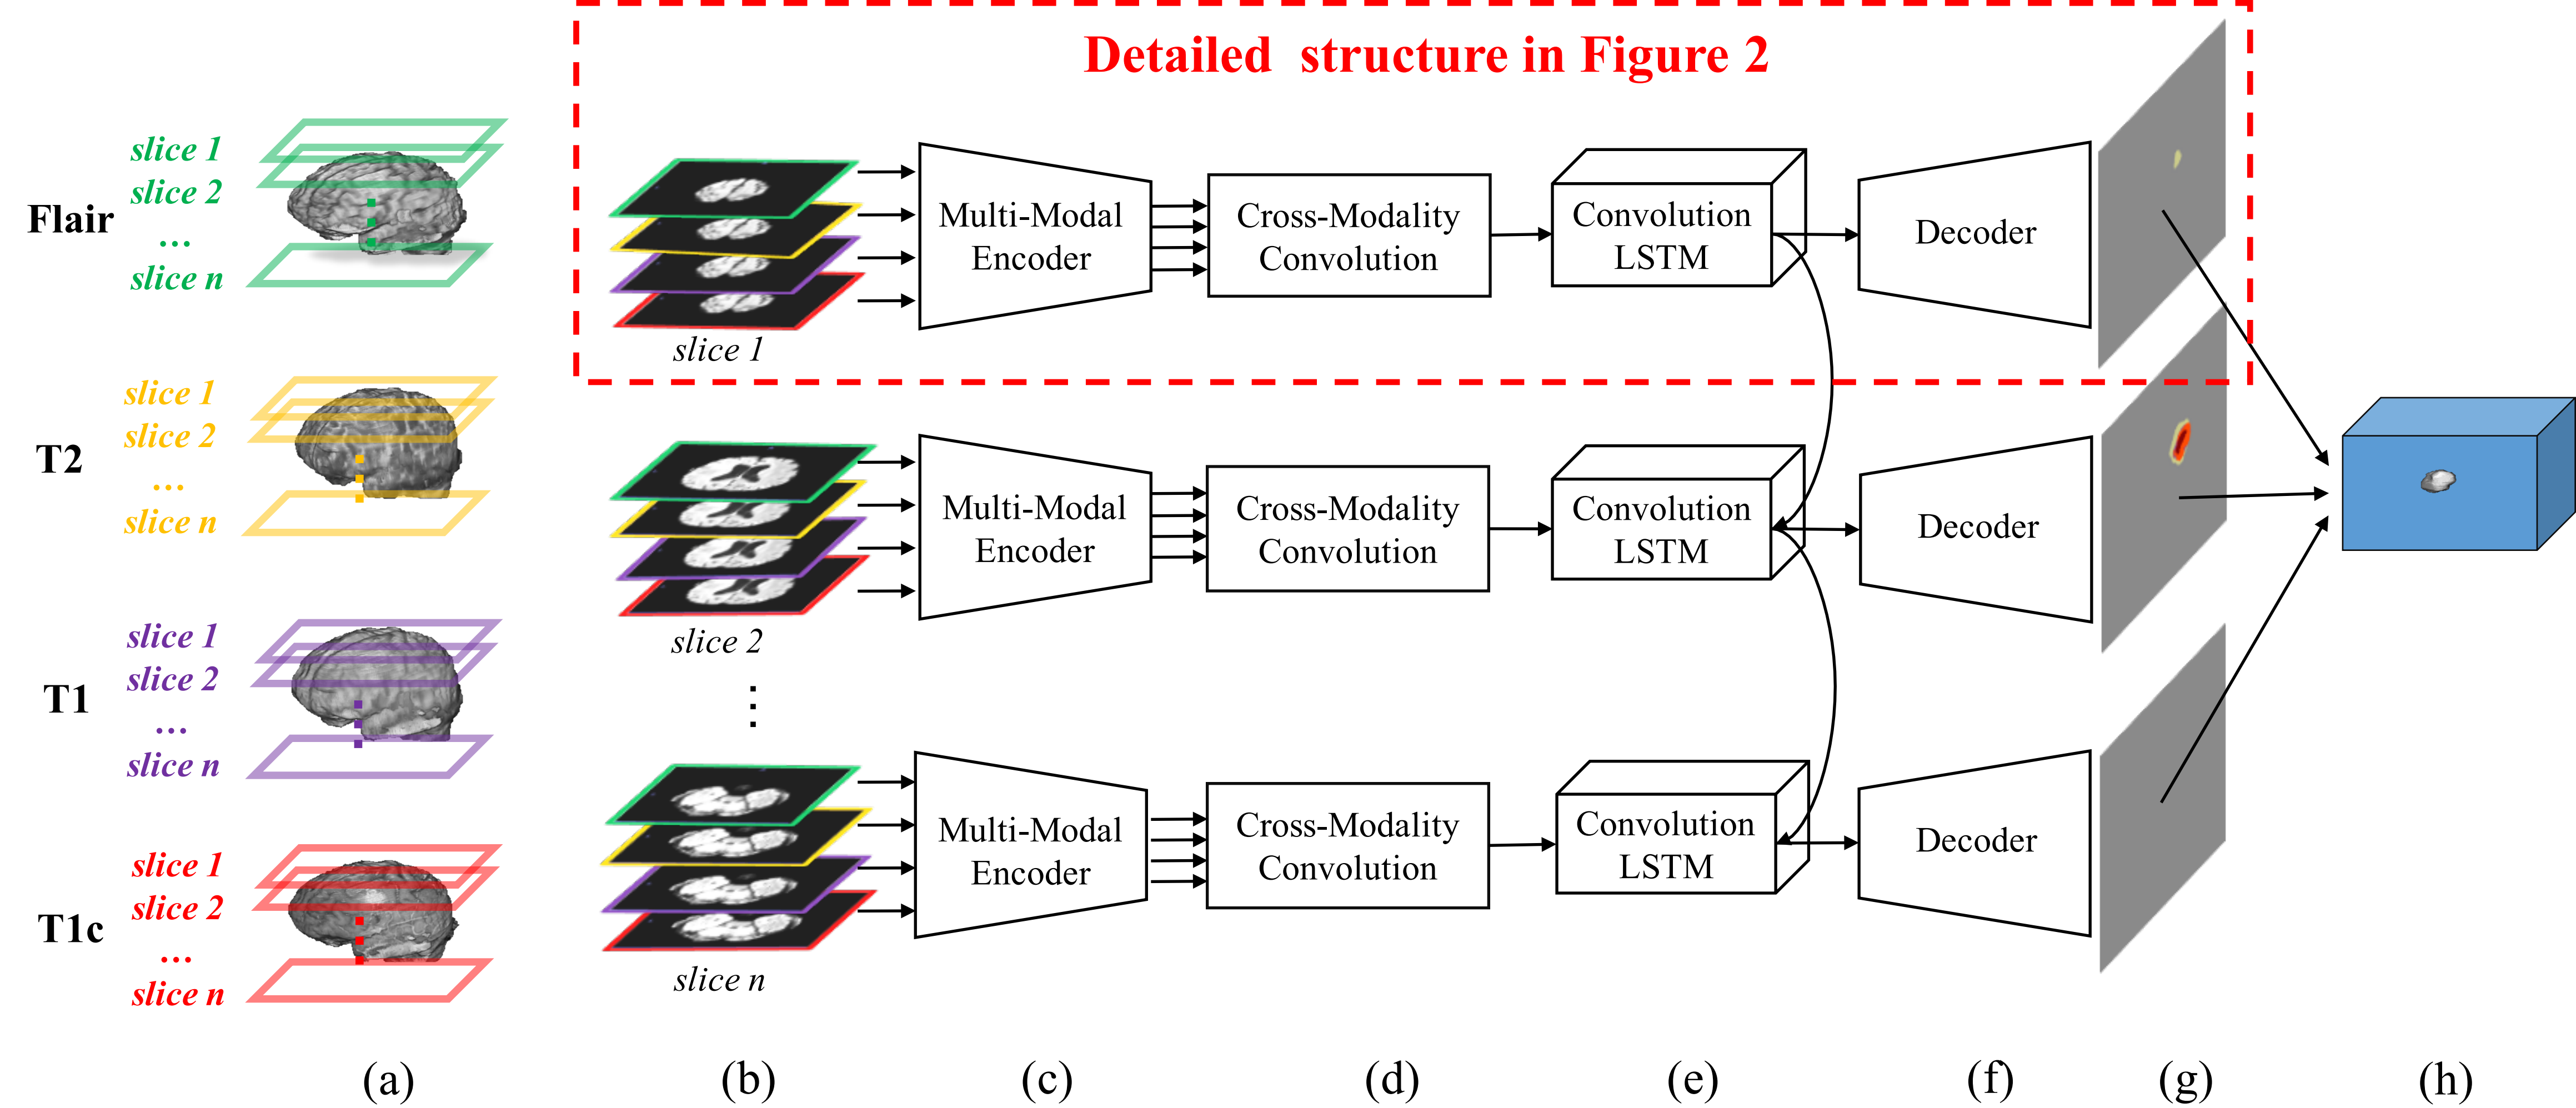 Detailed structure in Figure 2
Flair
slice 1
slice 2
...
slice n
T2
slice 1
slice 2
...
slice n
T1
slice 1
slice 2
...
slice n
T1c
slice 1
slice 2
...
slice n
slice 1
Multi-Modal
Encoder
Cross-Modality
Convolution
Convolution
LSTM
Decoder
slice 2
Multi-Modal
Encoder
Cross-Modality
Convolution
Convolution
LSTM
Decoder
⋮
slice n
Multi-Modal
Encoder
Cross-Modality
Convolution
Convolution
LSTM
Decoder
(a) (b) (c) (d) (e) (f) (g) (h)